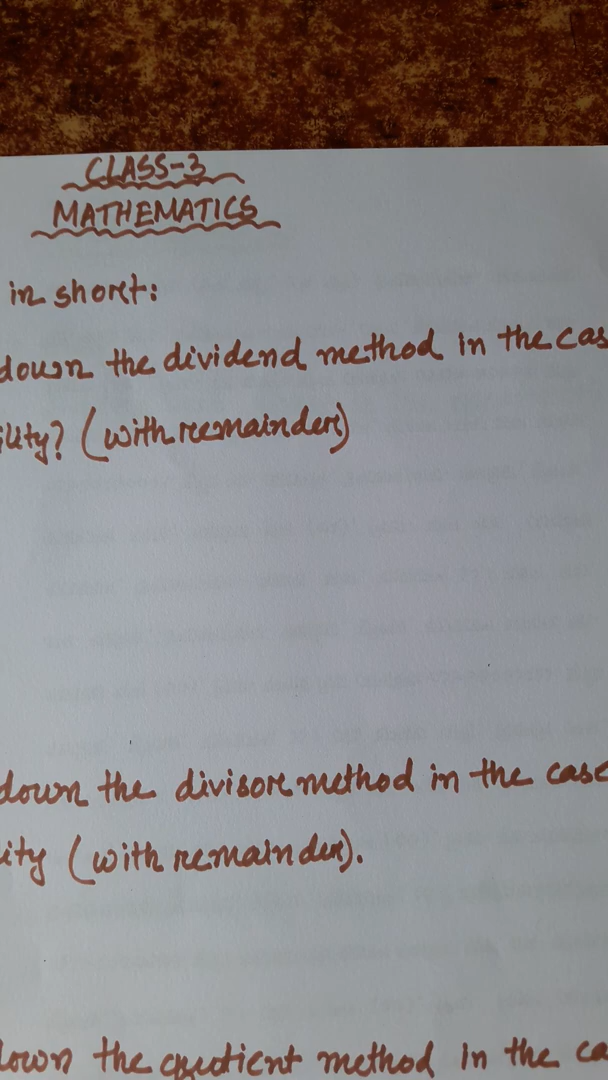 CLASS-3
MATHEMATICS
in short:
down the dividend method in the cas
ility? (with remainder)
down the divisor method in the case
ity (with remainder).
down the quotient method in the ca